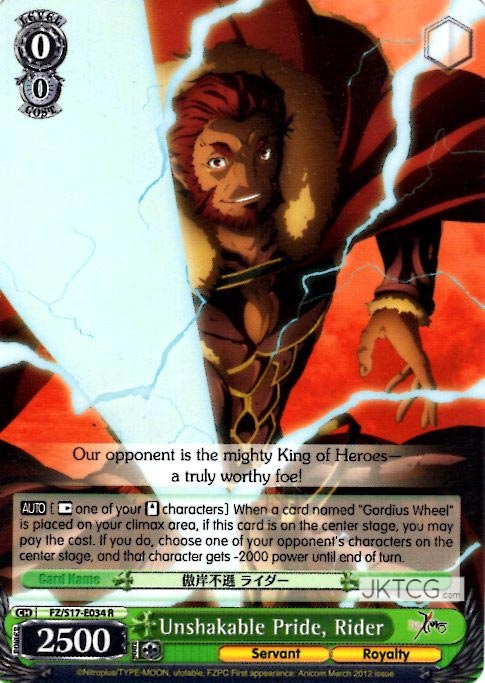 LEVEL
0
0
COST
Our opponent is the mighty King of Heroes—
a truly worthy foe!
AUTO [ one of your characters] When a card named "Gordius Wheel"
is placed on your climax area, if this card is on the center stage, you may
pay the cost. If you do, choose one of your opponent's characters on the
center stage, and that character gets -2000 power until end of turn.
Card Name 傲岸不遜 ライダー
JKTCG.com
CH FZ/S17-E034 R
POWER 2500 SOUL Unshakable Pride, Rider
Servant Royalty
©Nitroplus/TYPE-MOON, ufotable, FZPC First appearance: Anicom March 2012 issue